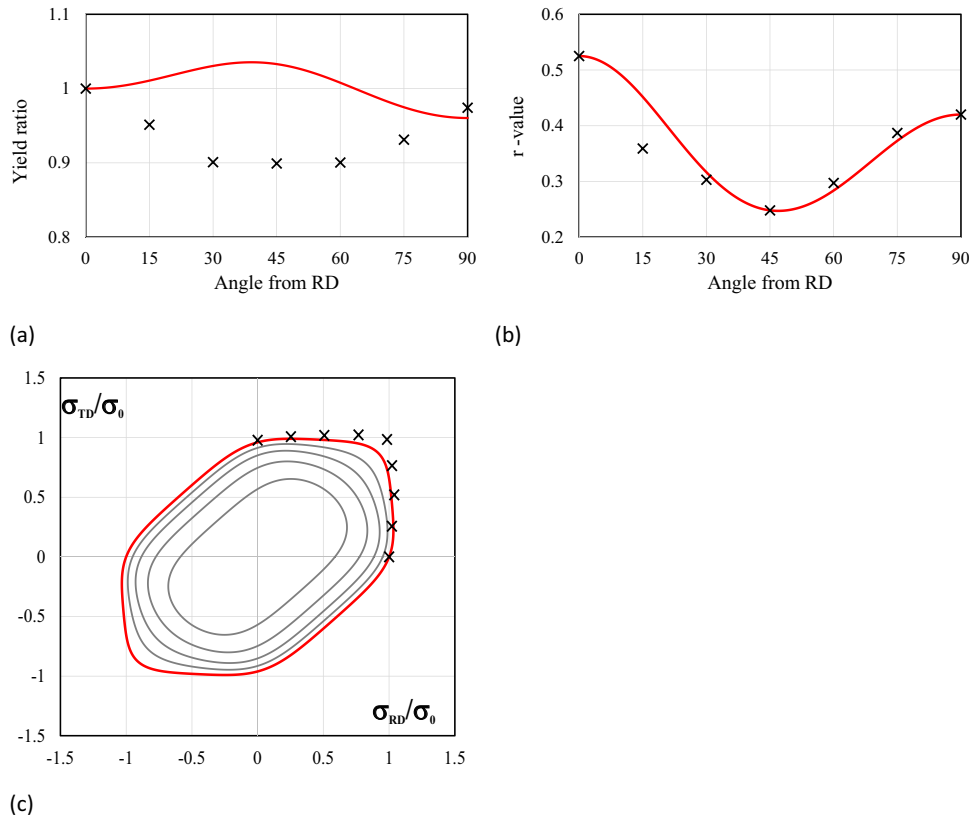 1.1
1
0.9
0.8
Yield ratio
0 15 30 45 60 75 90
Angle from RD
(a)
0.6
0.5
0.4
0.3
0.2
r -value
0 15 30 45 60 75 90
Angle from RD
(b)
1.5
1
0.5
0
-0.5
-1
-1.5
σTD/σ0
σRD/σ0
-1.5 -1 -0.5 0 0.5 1 1.5
(c)